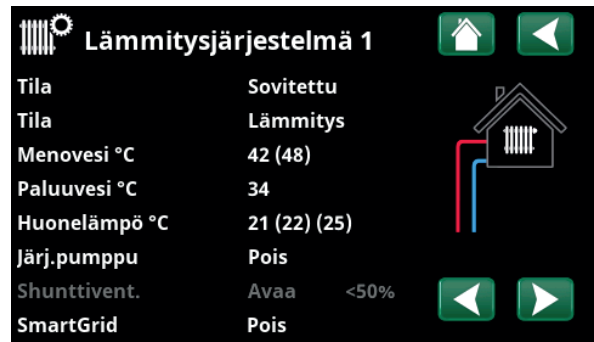 Lämmitysjärjestelmä 1
Tila Sovitettu
Tila Lämmitys
Menovesi °C 42 (48)
Paluuvesi °C 34
Huonelämpö °C 21 (22) (25)
Järj.pumppu Pois
Shunttivent. Avaa <50%
SmartGrid Pois